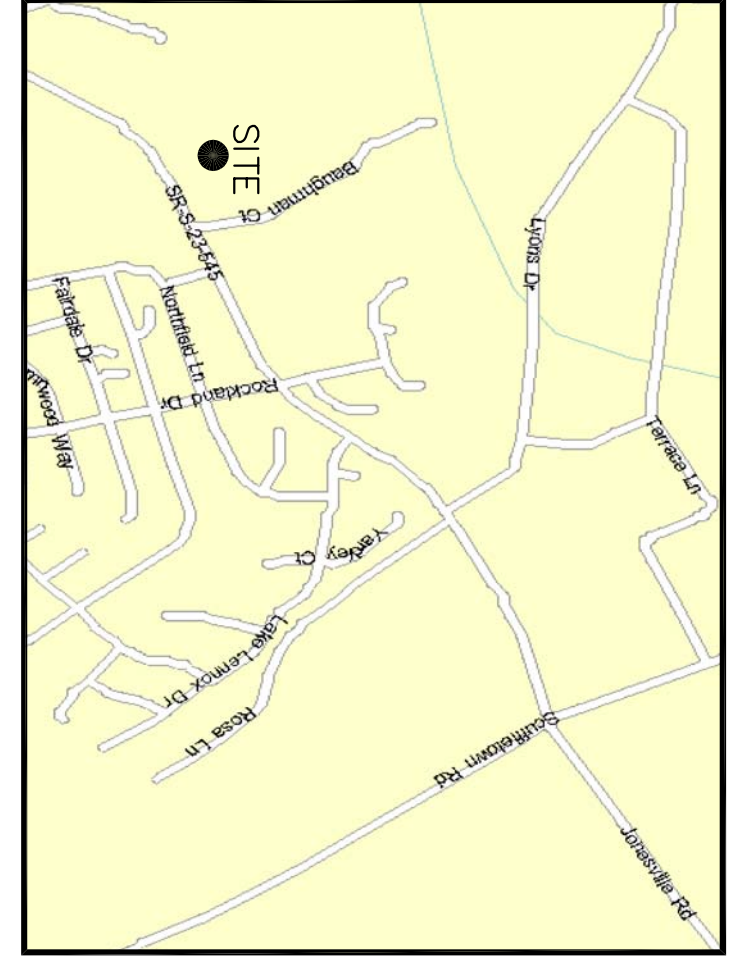 SITE
Baughman Ct
SR-S-23-545
Lyons Dr
Fairdale Dr
Northfield Ln
Rockland Dr
Way
Terrace Ln
Yardley Ct
Lake Lennox Dr
Rosa Ln
Scuffletown Rd
Jonesville Rd